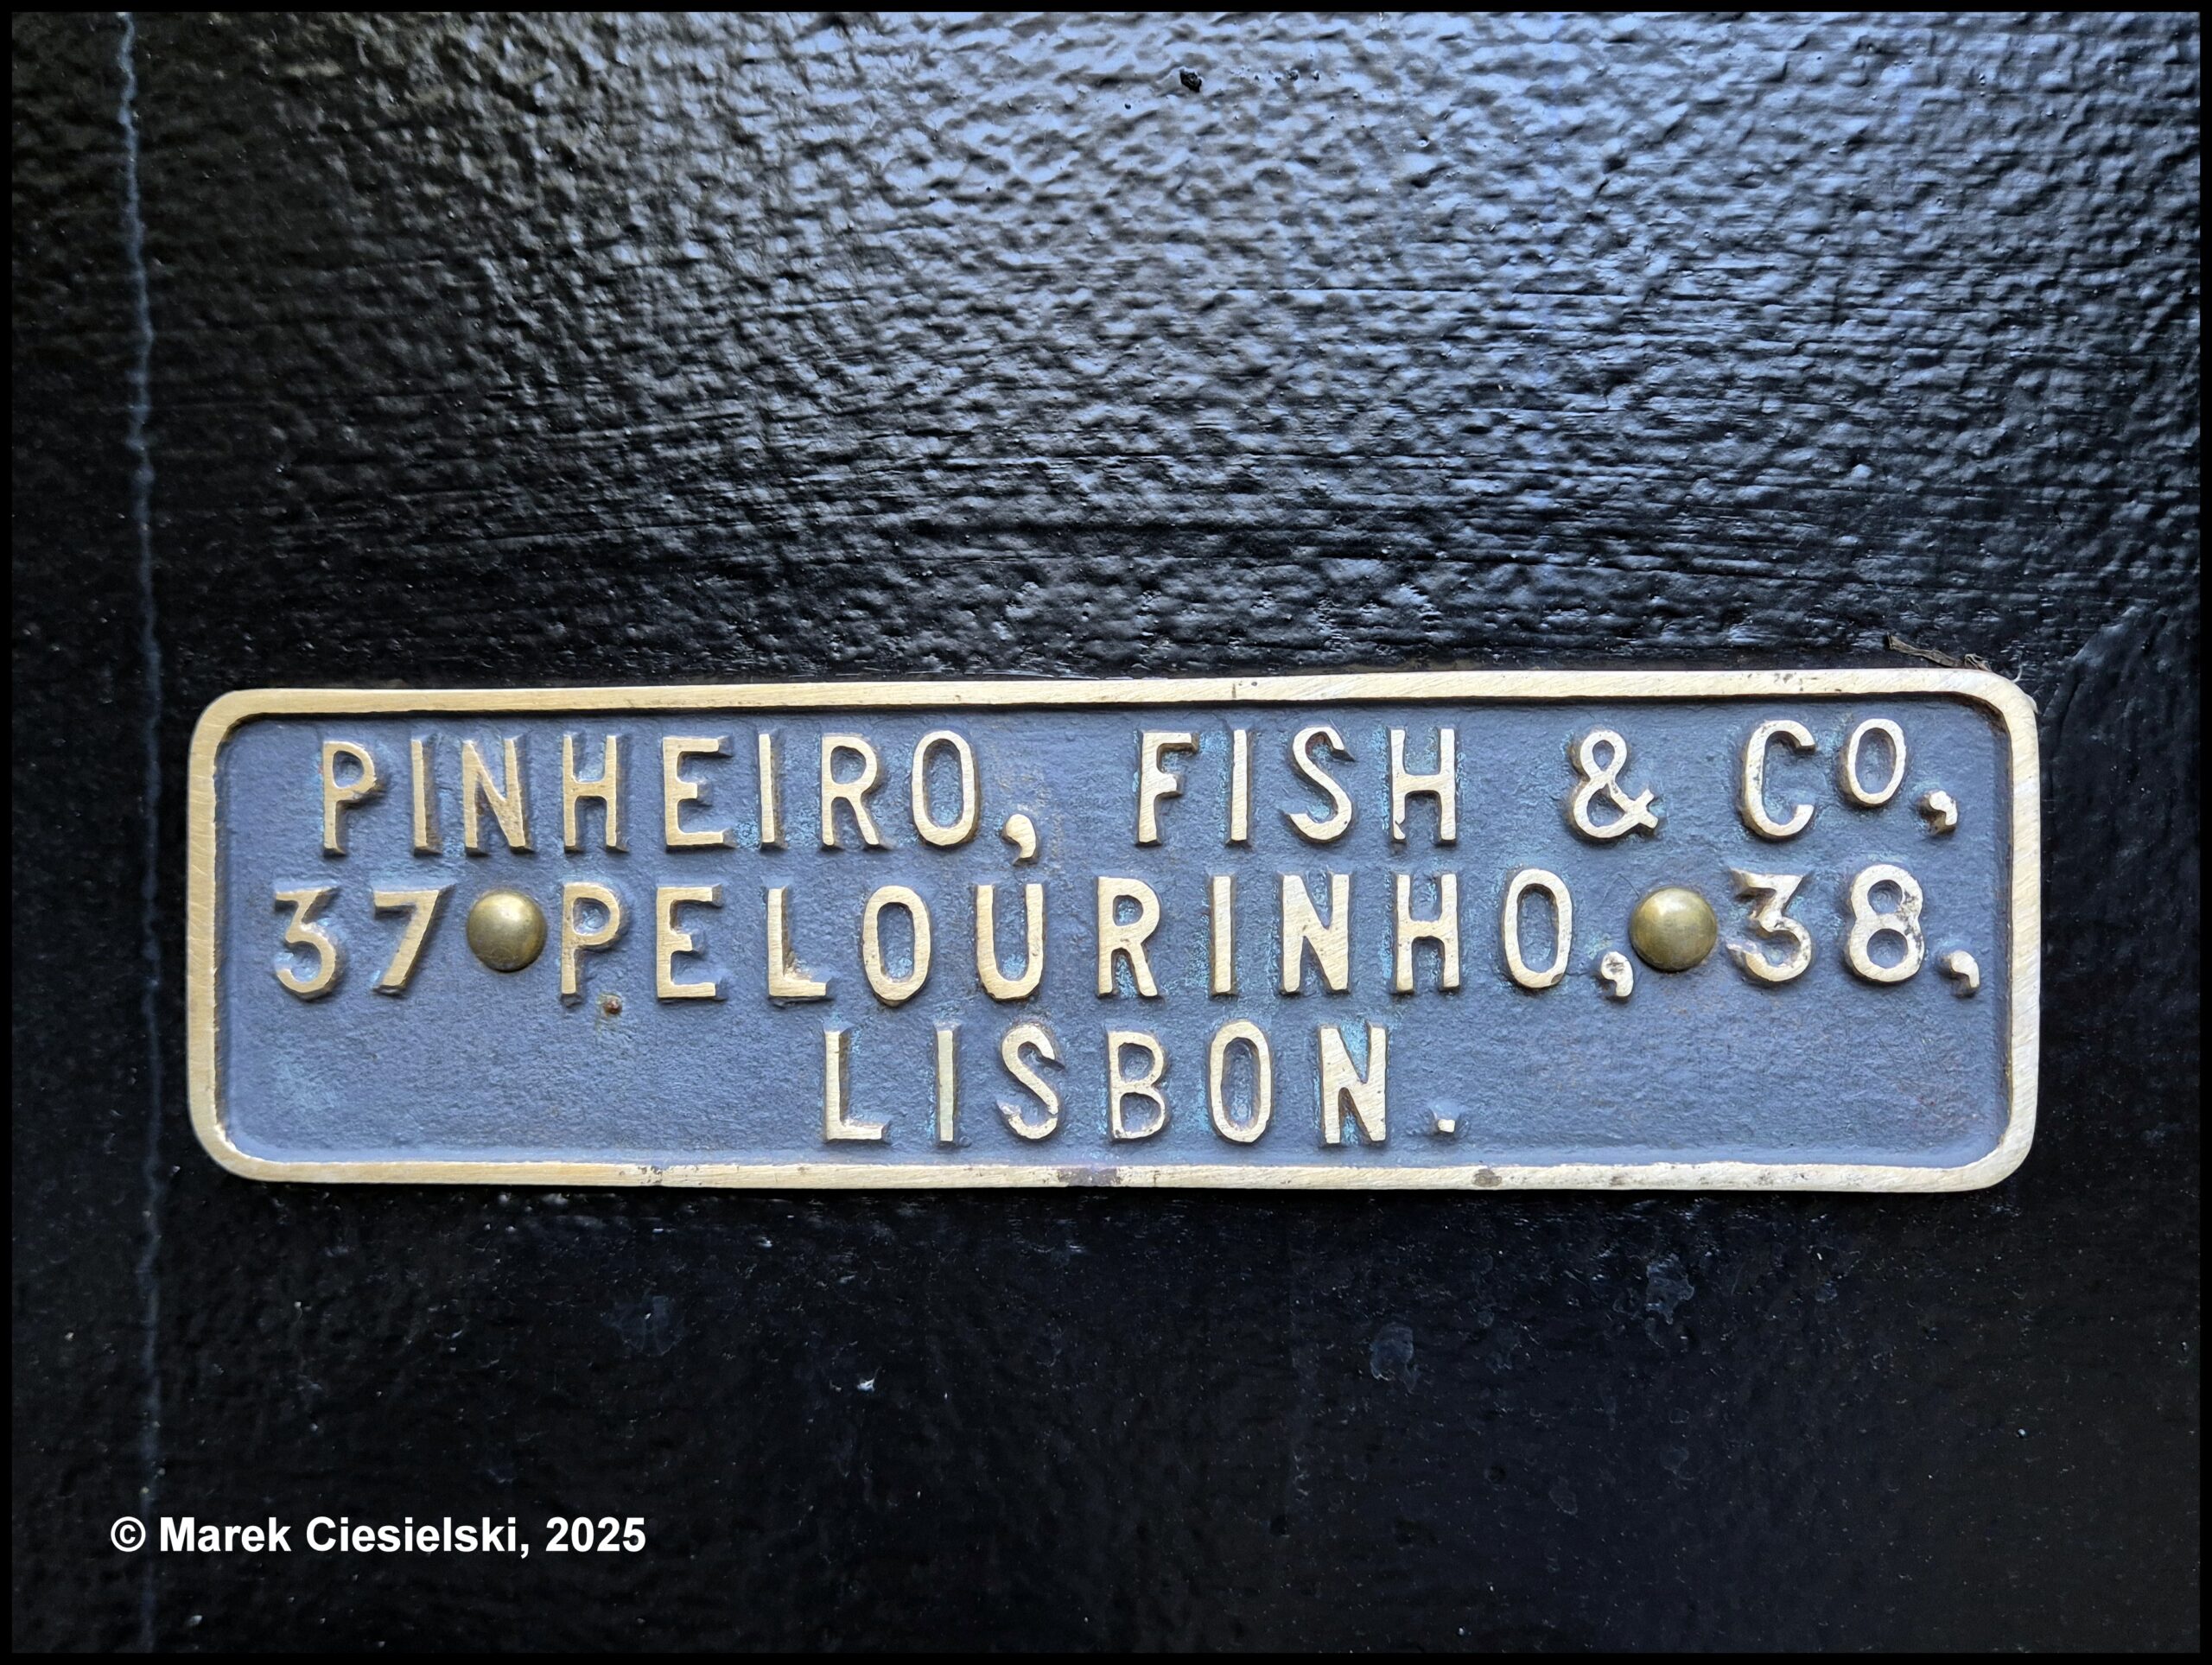 PINHEIRO, FISH & CO,
37 PELOURINHO, 38,
LISBON.
© Marek Ciesielski, 2025